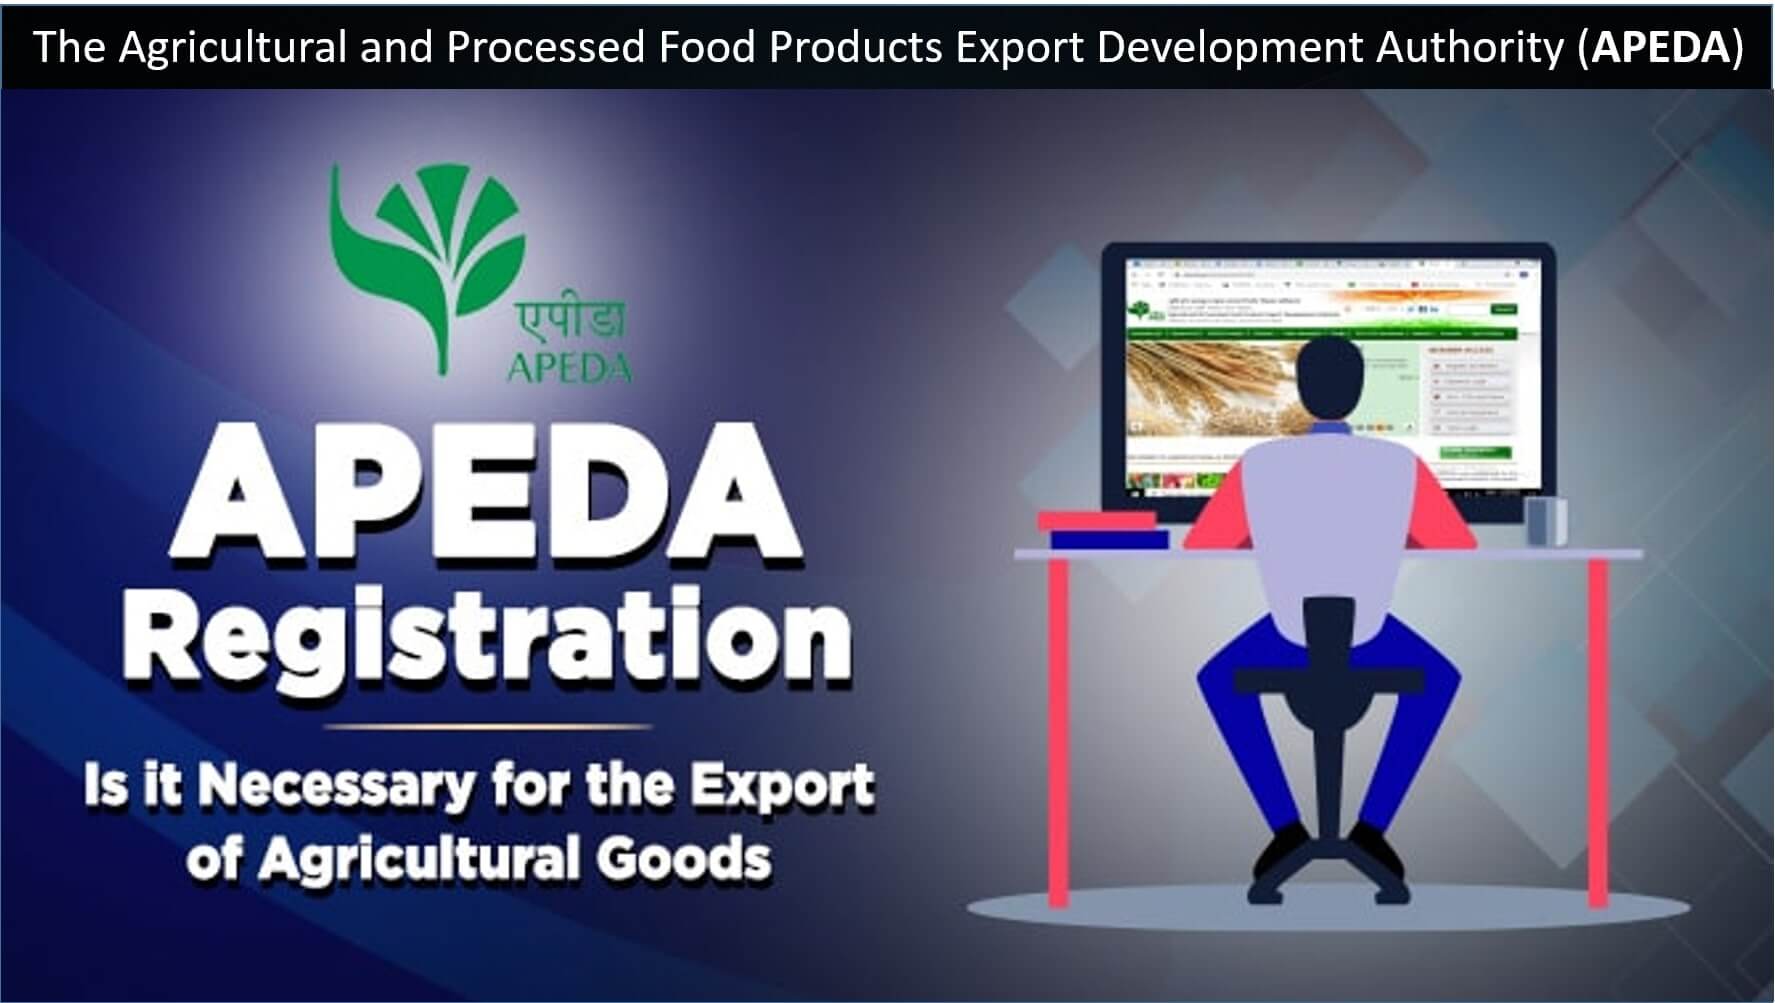 The Agricultural and Processed Food Products Export Development Authority (APEDA)
एपीडा
APEDA
APEDA
Registration
Is it Necessary for the Export
of Agricultural Goods